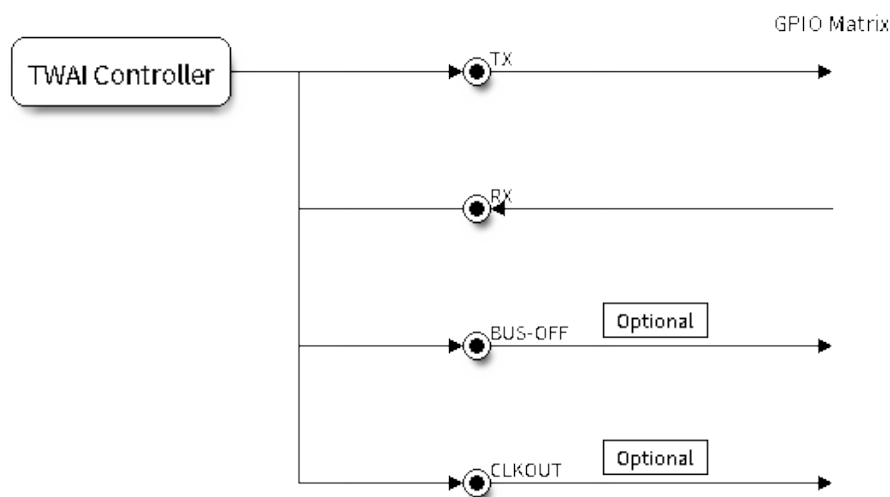 GPIO Matrix
TWAI Controller
TX
RX
BUS-OFF
Optional
CLKOUT
Optional